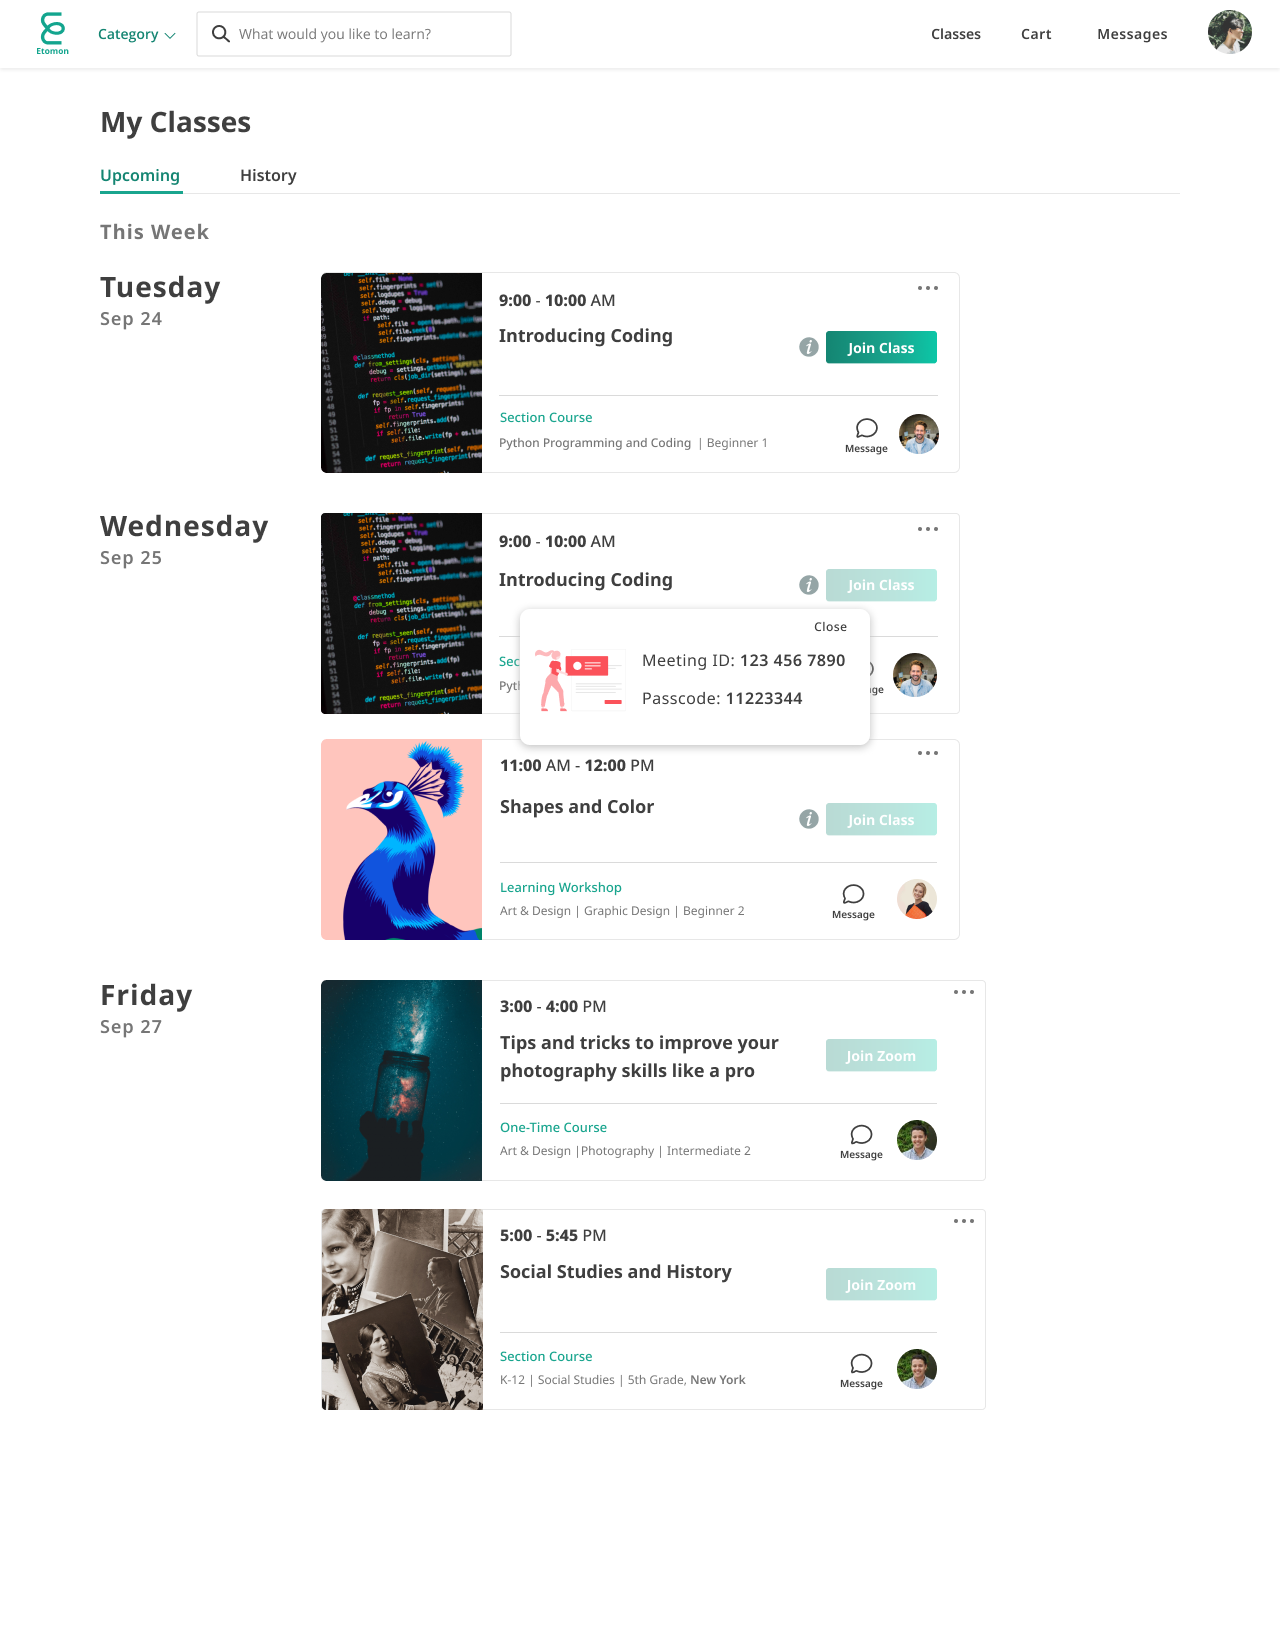 Etomon
Category
What would you like to learn?
Classes
Cart
Messages
My Classes
Upcoming
History
This Week
Tuesday
Sep 24
9:00 - 10:00 AM
Introducing Coding
Join Class
Section Course
Python Programming and Coding | Beginner 1
Message
Wednesday
Sep 25
9:00 - 10:00 AM
Introducing Coding
Join Class
Close
Meeting ID: 123 456 7890
Passcode: 11223344
11:00 AM - 12:00 PM
Shapes and Color
Join Class
Learning Workshop
Art & Design | Graphic Design | Beginner 2
Message
Friday
Sep 27
3:00 - 4:00 PM
Tips and tricks to improve your
photography skills like a pro
Join Zoom
One-Time Course
Art & Design |Photography | Intermediate 2
Message
5:00 - 5:45 PM
Social Studies and History
Join Zoom
Section Course
K-12 | Social Studies | 5th Grade, New York
Message